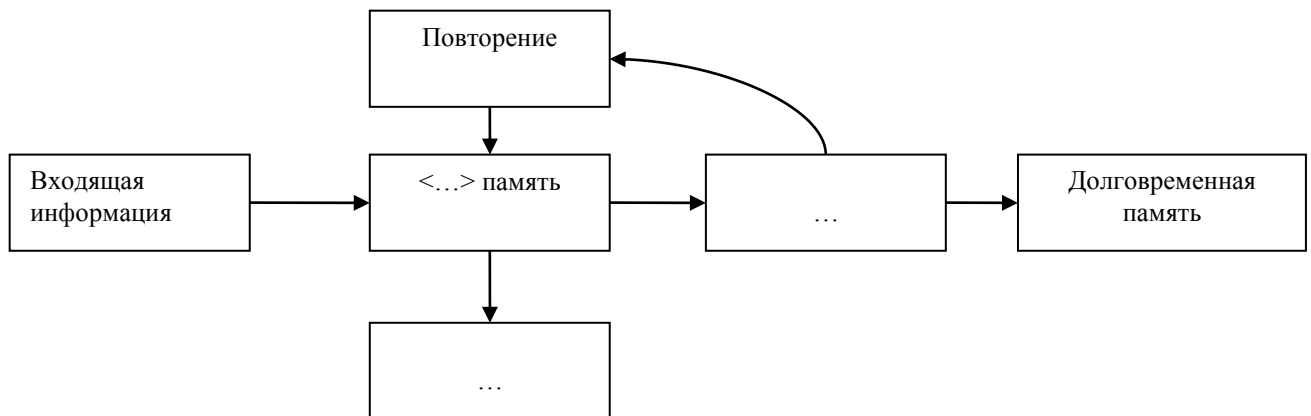 Повторение
Входящая
информация
<…> память
…
Долговременная
память
…